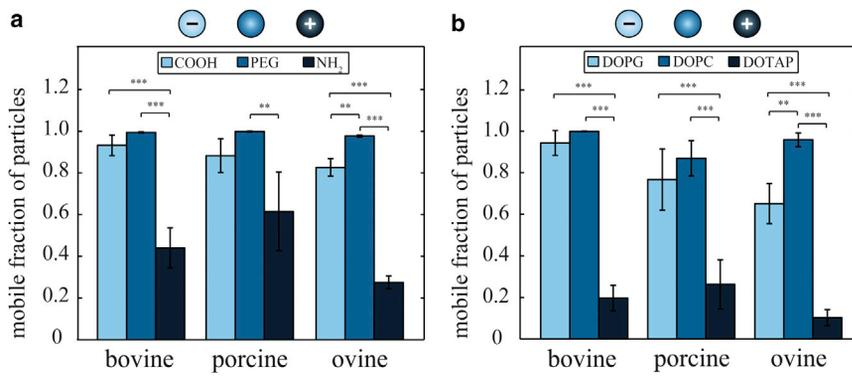 a
− +
COOH PEG NH₂
mobile fraction of particles
1.2
1.0
0.8
0.6
0.4
0.2
0
*** *** ** *** ** ***
bovine porcine ovine
b
− +
DOPG DOPC DOTAP
mobile fraction of particles
1.2
1.0
0.8
0.6
0.4
0.2
0
*** *** *** *** *** ** ***
bovine porcine ovine